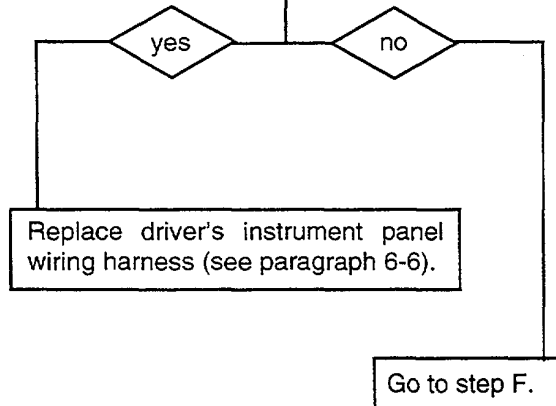 yes
no
Replace driver's instrument panel
wiring harness (see paragraph 6-6).
Go to step F.